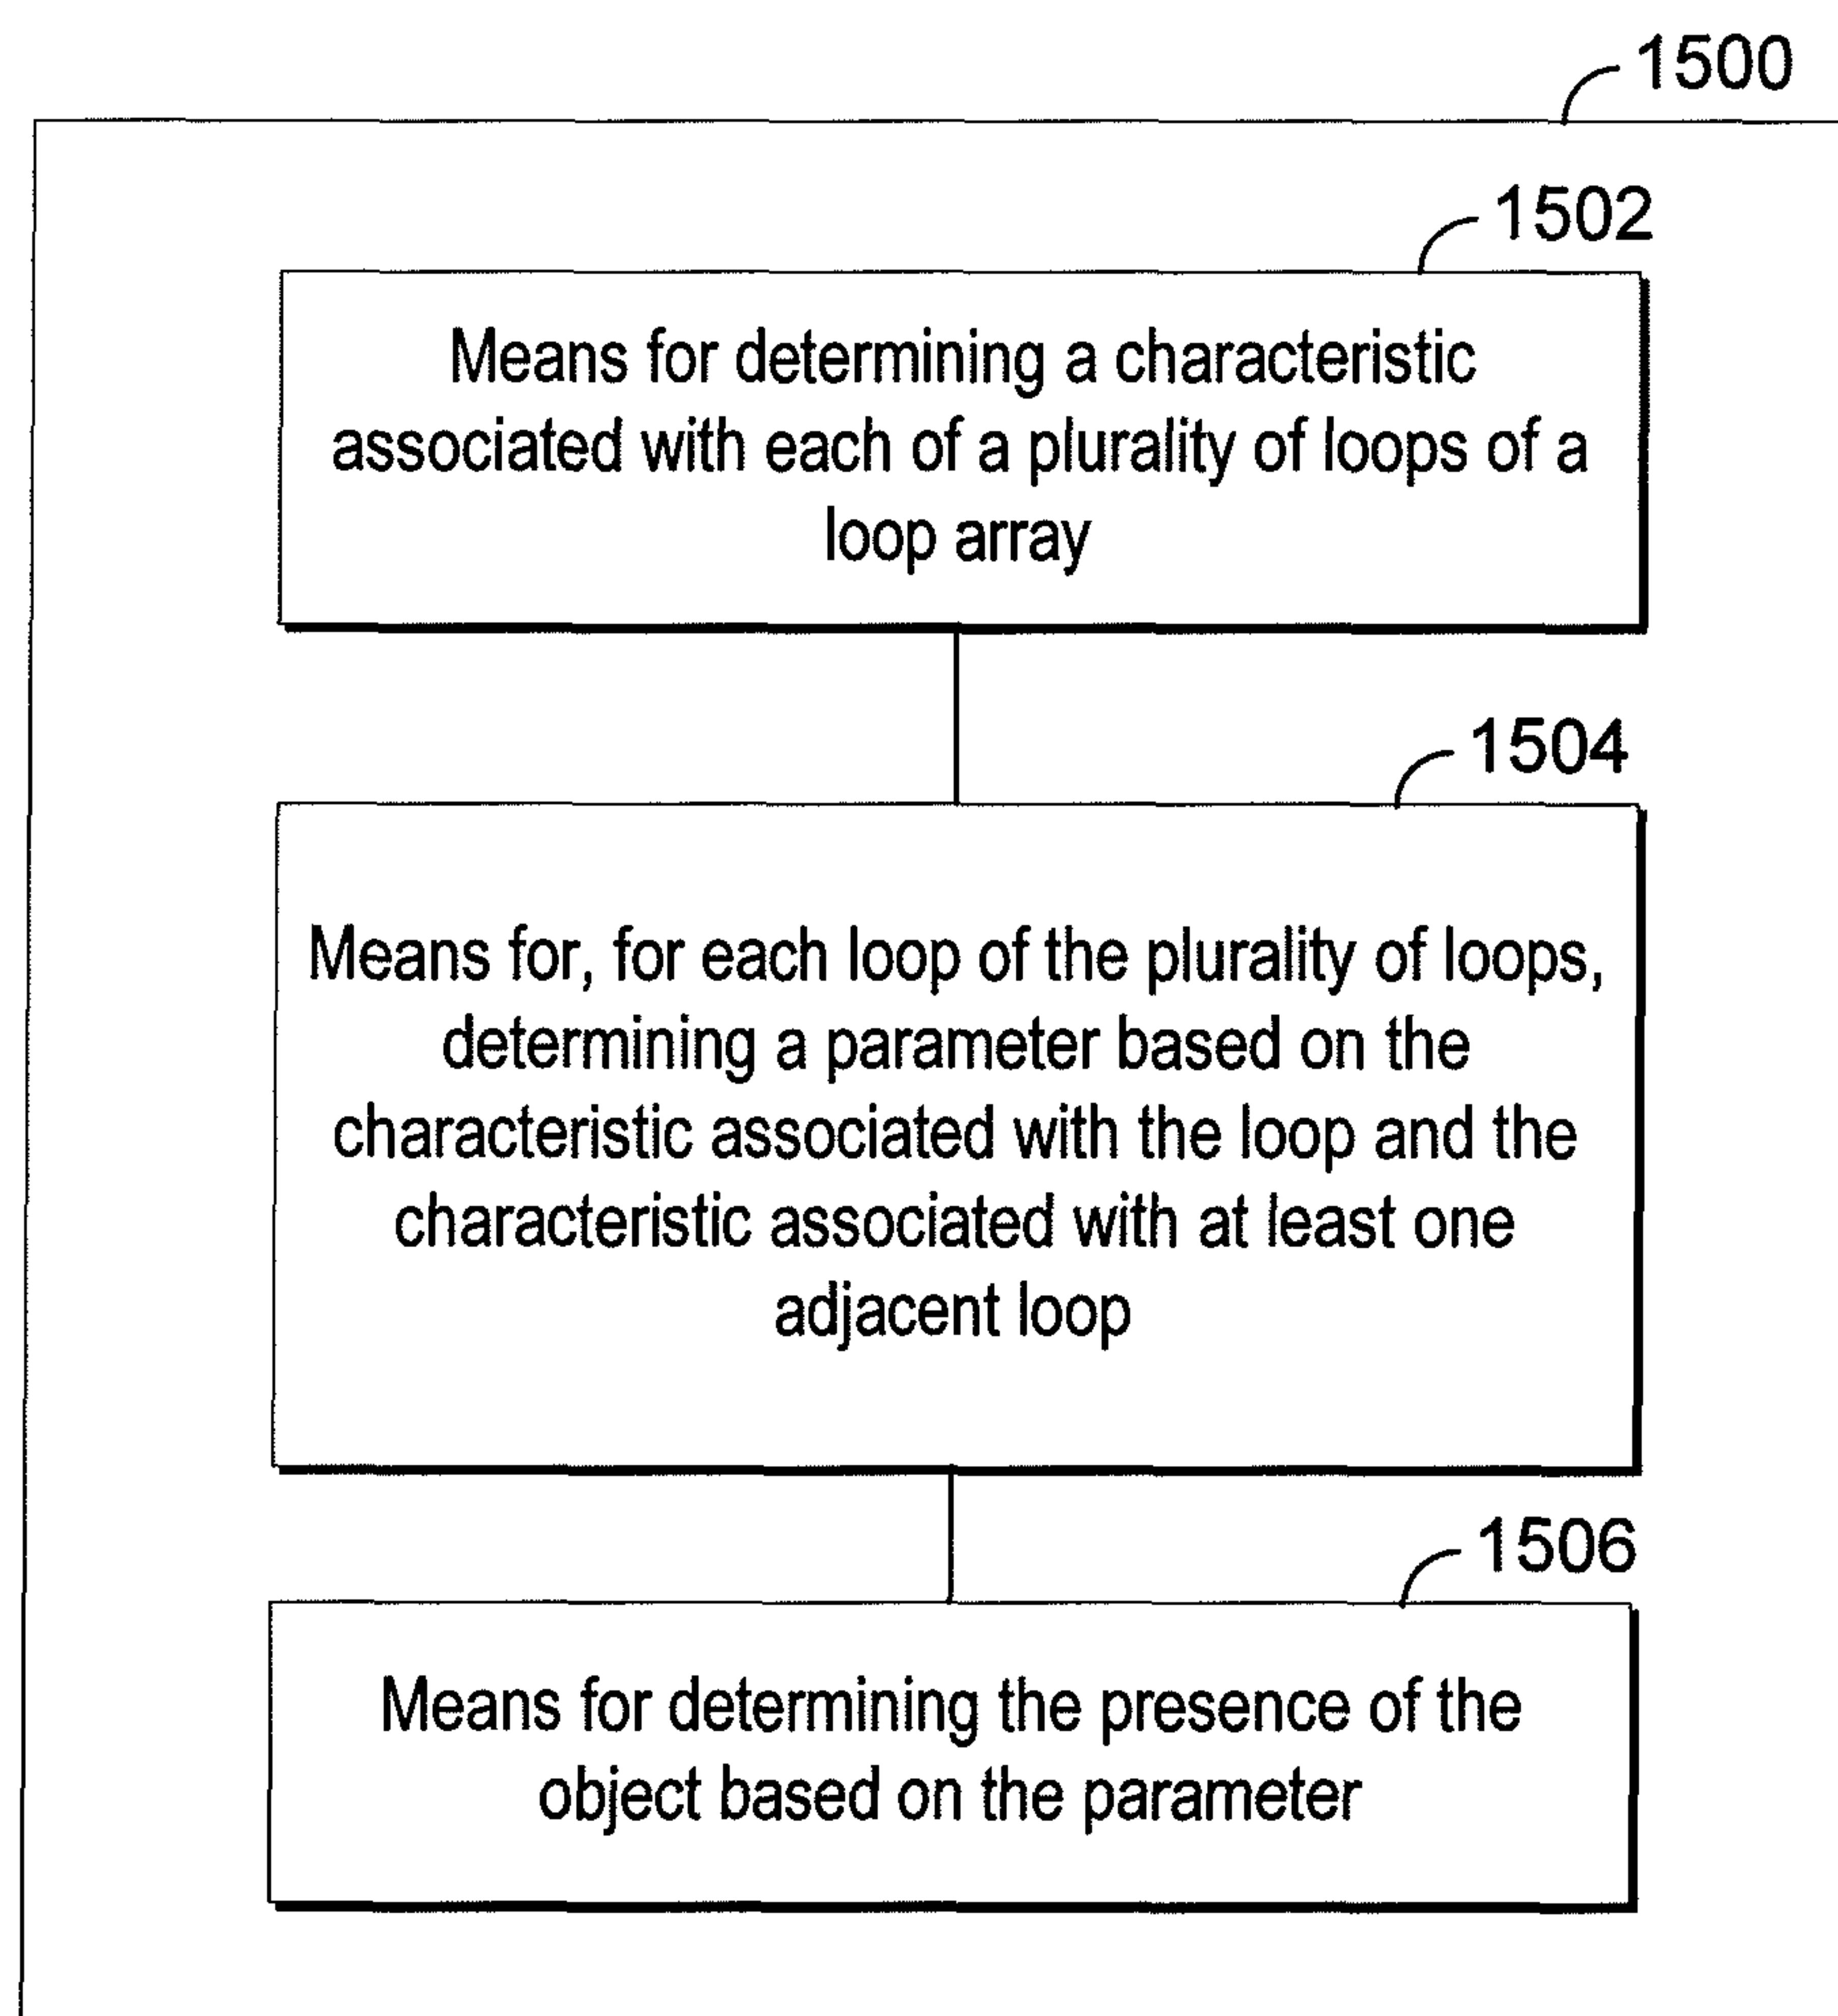 1500
1502
Means for determining a characteristic
associated with each of a plurality of loops of a
loop array
1504
Means for, for each loop of the plurality of loops,
determining a parameter based on the
characteristic associated with the loop and the
characteristic associated with at least one
adjacent loop
1506
Means for determining the presence of the
object based on the parameter